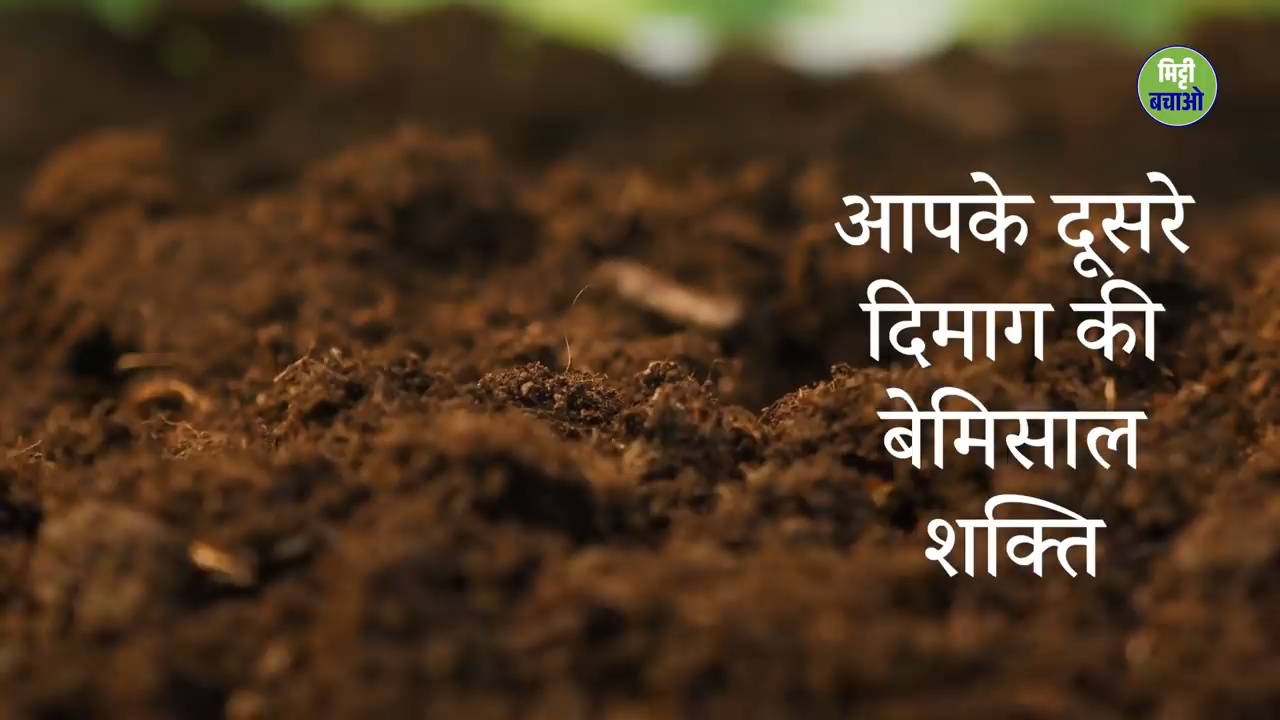 मिट्टी
बचाओ
आपके दूसरे
दिमाग की
बेमिसाल
शक्ति